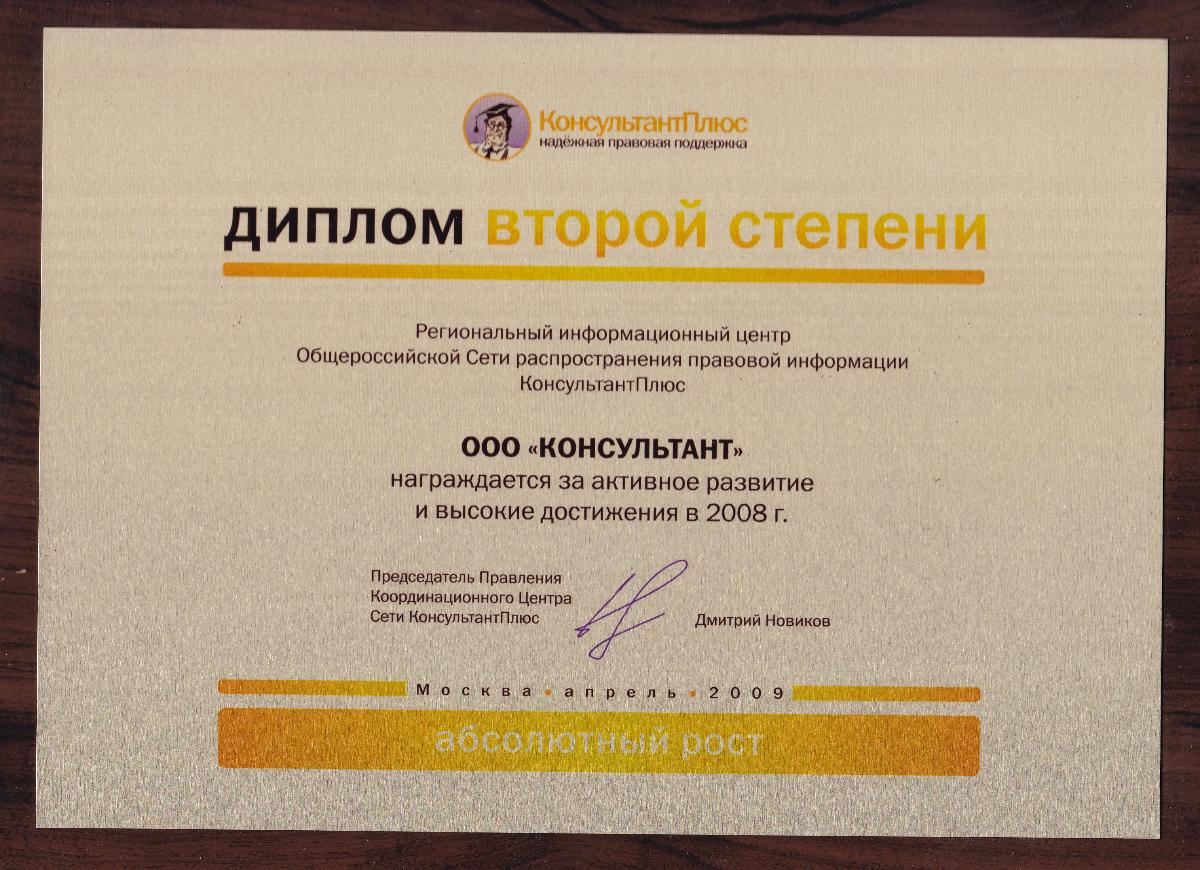 КонсультантПлюс
надёжная правовая поддержка
диплом второй степени
Региональный информационный центр
Общероссийской Сети распространения правовой информации
КонсультантПлюс
ООО «КОНСУЛЬТАНТ»
награждается за активное развитие
и высокие достижения в 2008 г.
Председатель Правления
Координационного Центра
Сети КонсультантПлюс
Дмитрий Новиков
Москва • апрель • 2009
абсолютный рост